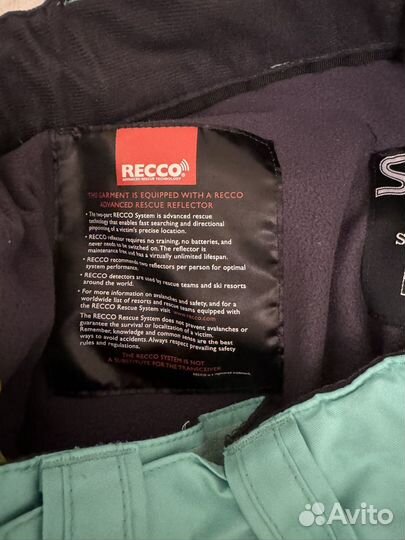 RECCO
ADVANCED RESCUE TECHNOLOGY
THIS GARMENT IS EQUIPPED WITH A RECCO
ADVANCED RESCUE REFLECTOR
• The two-part RECCO System is advanced rescue
technology that enables fast searching and directional
pinpointing of a victim's precise location.
• RECCO reflector requires no training, no batteries, and
never needs to be switched on. The reflector is
maintenance free and has a virtually unlimited lifespan.
• RECCO recommends two reflectors per person for optimal
system performance.
• RECCO detectors are used by rescue teams and ski resorts
around the world.
• For more information on avalanches and safety, and for a
worldwide list of resorts and rescue teams equipped with
the RECCO Rescue System visit www.recco.com
The RECCO Rescue System does not prevent avalanches or
guarantee the survival or localization of a victim.
Remember, knowledge and common sense are the best
ways to avoid accidents. Always respect prevailing safety
rules and regulations.
THE RECCO SYSTEM IS NOT
A SUBSTITUTE FOR THE TRANSCEIVER
RECCO is a registered trademark.
S
S
Avito